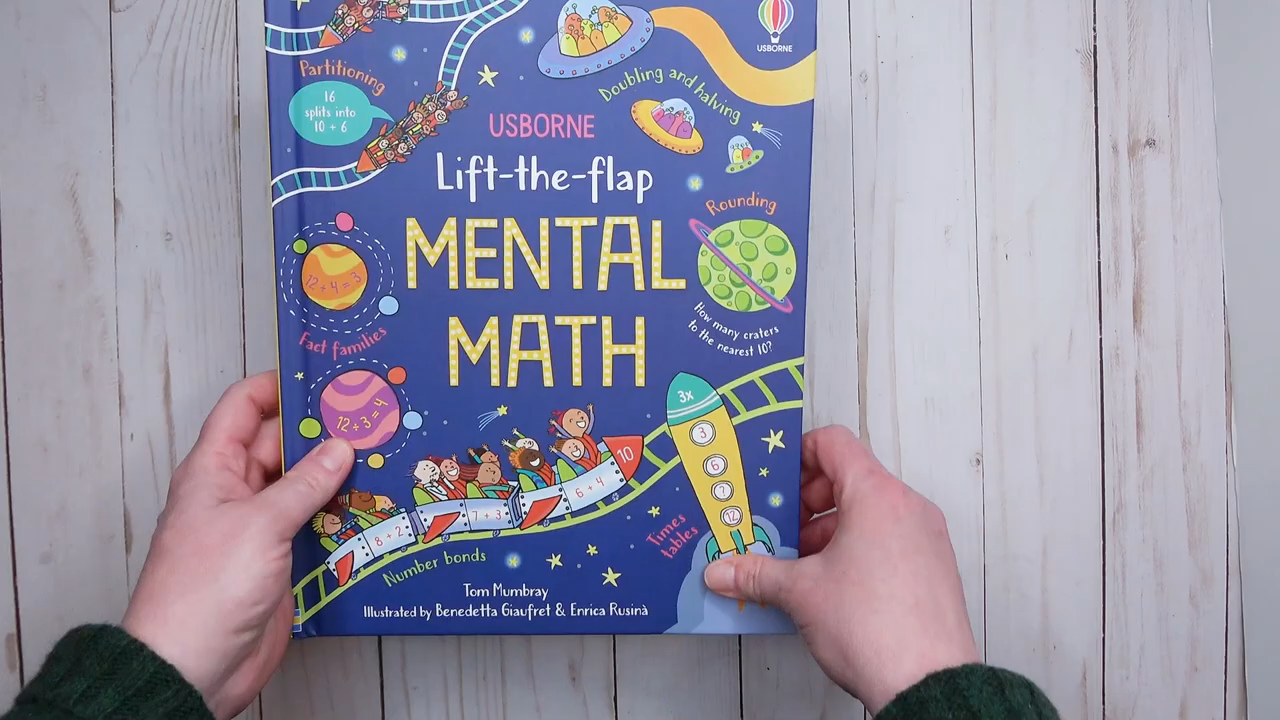 USBORNE
Partitioning
16
splits into
10 + 6
Doubling and halving
USBORNE
Lift-the-flap
MENTAL
MATH
Rounding
How many craters
to the nearest 10?
12 ÷ 4 = 3
Fact families
12 ÷ 3 = 4
3x
3
6
?
12
Times
tables
10
6 + 4
7 + 3
8 + 2
Number bonds
Tom Mumbray
Illustrated by Benedetta Giaufret & Enrica Rusinà